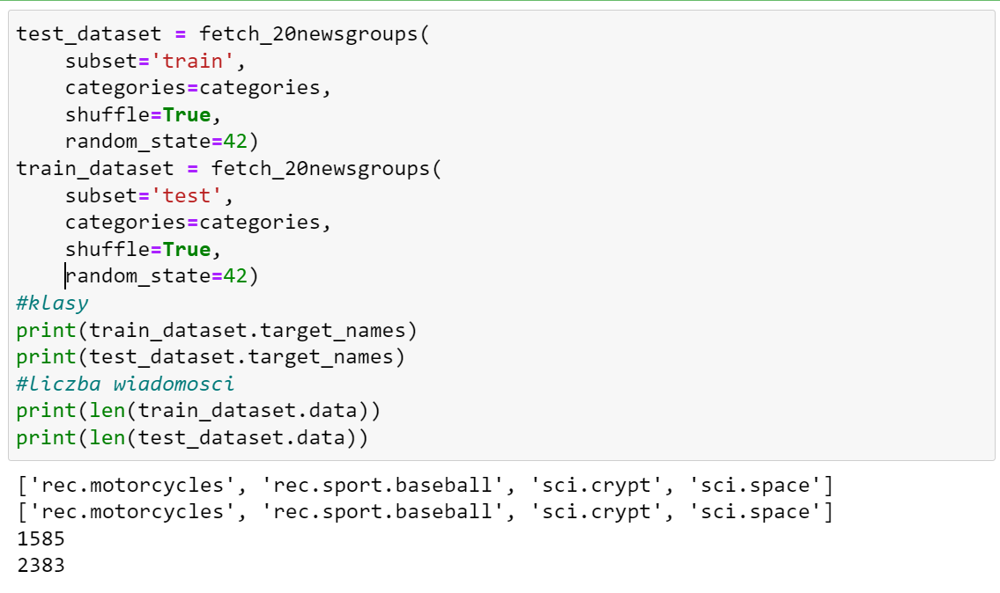 test_dataset = fetch_20newsgroups(
    subset='train',
    categories=categories,
    shuffle=True,
    random_state=42)
train_dataset = fetch_20newsgroups(
    subset='test',
    categories=categories,
    shuffle=True,
    random_state=42)
#klasy
print(train_dataset.target_names)
print(test_dataset.target_names)
#liczba wiadomosci
print(len(train_dataset.data))
print(len(test_dataset.data))
['rec.motorcycles', 'rec.sport.baseball', 'sci.crypt', 'sci.space']
['rec.motorcycles', 'rec.sport.baseball', 'sci.crypt', 'sci.space']
1585
2383